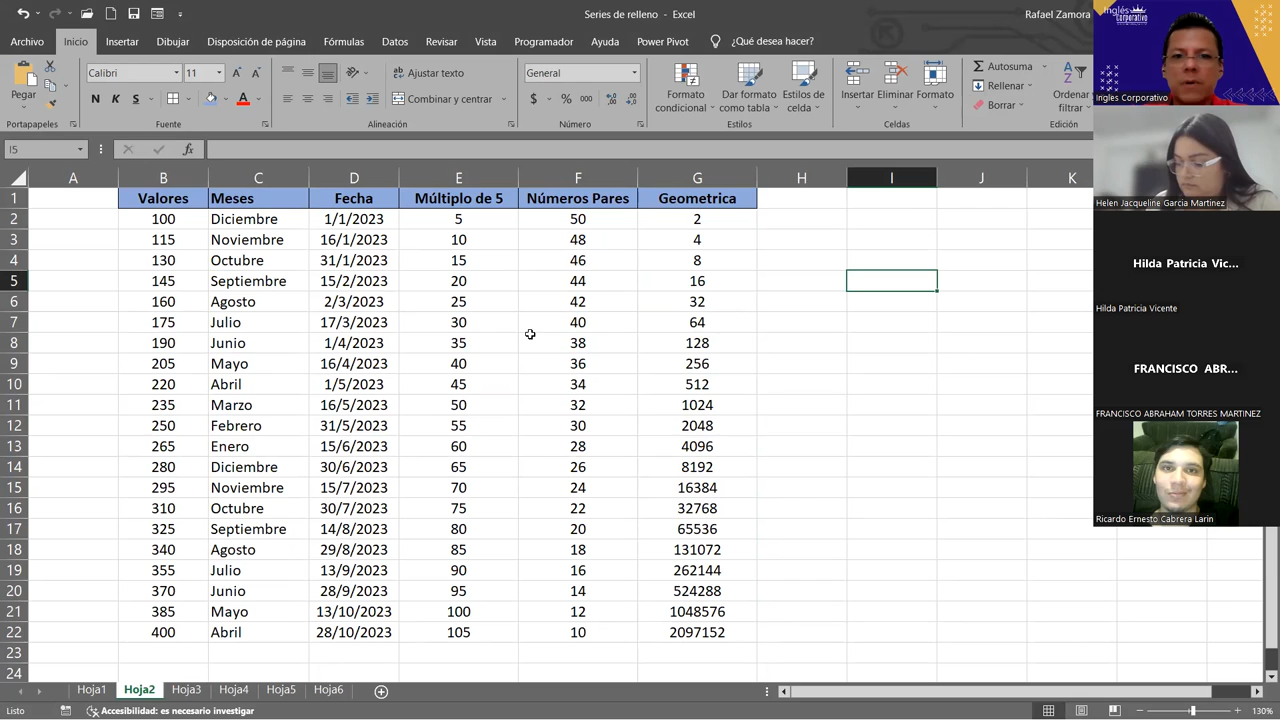 Series de relleno - Excel
Rafael Zamora
Archivo Inicio Insertar Dibujar Disposición de página Fórmulas Datos Revisar Vista Programador Ayuda Power Pivot ¿Qué desea hacer?
Pegar
Calibri 11
N K S
Ajustar texto
Combinar y centrar
General
$ % 000
Formato condicional
Dar formato como tabla
Estilos de celda
Insertar Eliminar Formato
Autosuma
Rellenar
Borrar
Ordenar filtrar
Portapapeles Fuente Alineación Número Estilos Celdas Edición
I5 fx
A B C D E F G H I J K
1 Valores Meses Fecha Múltiplo de 5 Números Pares Geometrica
2 100 Diciembre 1/1/2023 5 50 2
3 115 Noviembre 16/1/2023 10 48 4
4 130 Octubre 31/1/2023 15 46 8
5 145 Septiembre 15/2/2023 20 44 16
6 160 Agosto 2/3/2023 25 42 32
7 175 Julio 17/3/2023 30 40 64
8 190 Junio 1/4/2023 35 38 128
9 205 Mayo 16/4/2023 40 36 256
10 220 Abril 1/5/2023 45 34 512
11 235 Marzo 16/5/2023 50 32 1024
12 250 Febrero 31/5/2023 55 30 2048
13 265 Enero 15/6/2023 60 28 4096
14 280 Diciembre 30/6/2023 65 26 8192
15 295 Noviembre 15/7/2023 70 24 16384
16 310 Octubre 30/7/2023 75 22 32768
17 325 Septiembre 14/8/2023 80 20 65536
18 340 Agosto 29/8/2023 85 18 131072
19 355 Julio 13/9/2023 90 16 262144
20 370 Junio 28/9/2023 95 14 524288
21 385 Mayo 13/10/2023 100 12 1048576
22 400 Abril 28/10/2023 105 10 2097152
23
24
Hoja1 Hoja2 Hoja3 Hoja4 Hoja5 Hoja6
Listo Accesibilidad: es necesario investigar 130%
Inglés
Corporativo
Ingles Corporativo
Helen Jacqueline Garcia Martinez
Hilda Patricia Vic...
Hilda Patricia Vicente
FRANCISCO ABR...
FRANCISCO ABRAHAM TORRES MARTINEZ
Ricardo Ernesto Cabrera Larin